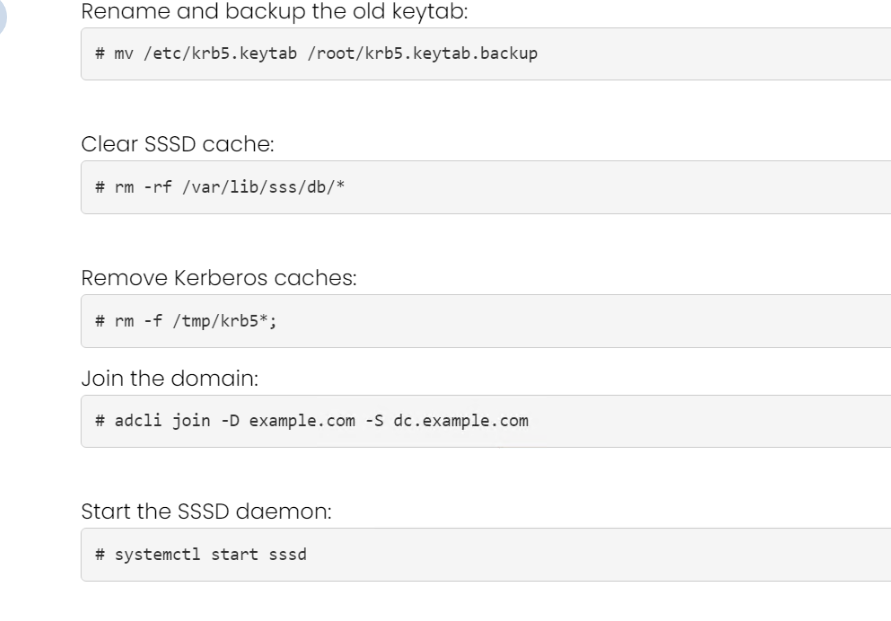 Rename and backup the old keytab:
# mv /etc/krb5.keytab /root/krb5.keytab.backup
Clear SSSD cache:
# rm -rf /var/lib/sss/db/*
Remove Kerberos caches:
# rm -f /tmp/krb5*;
Join the domain:
# adcli join -D example.com -S dc.example.com
Start the SSSD daemon:
# systemctl start sssd